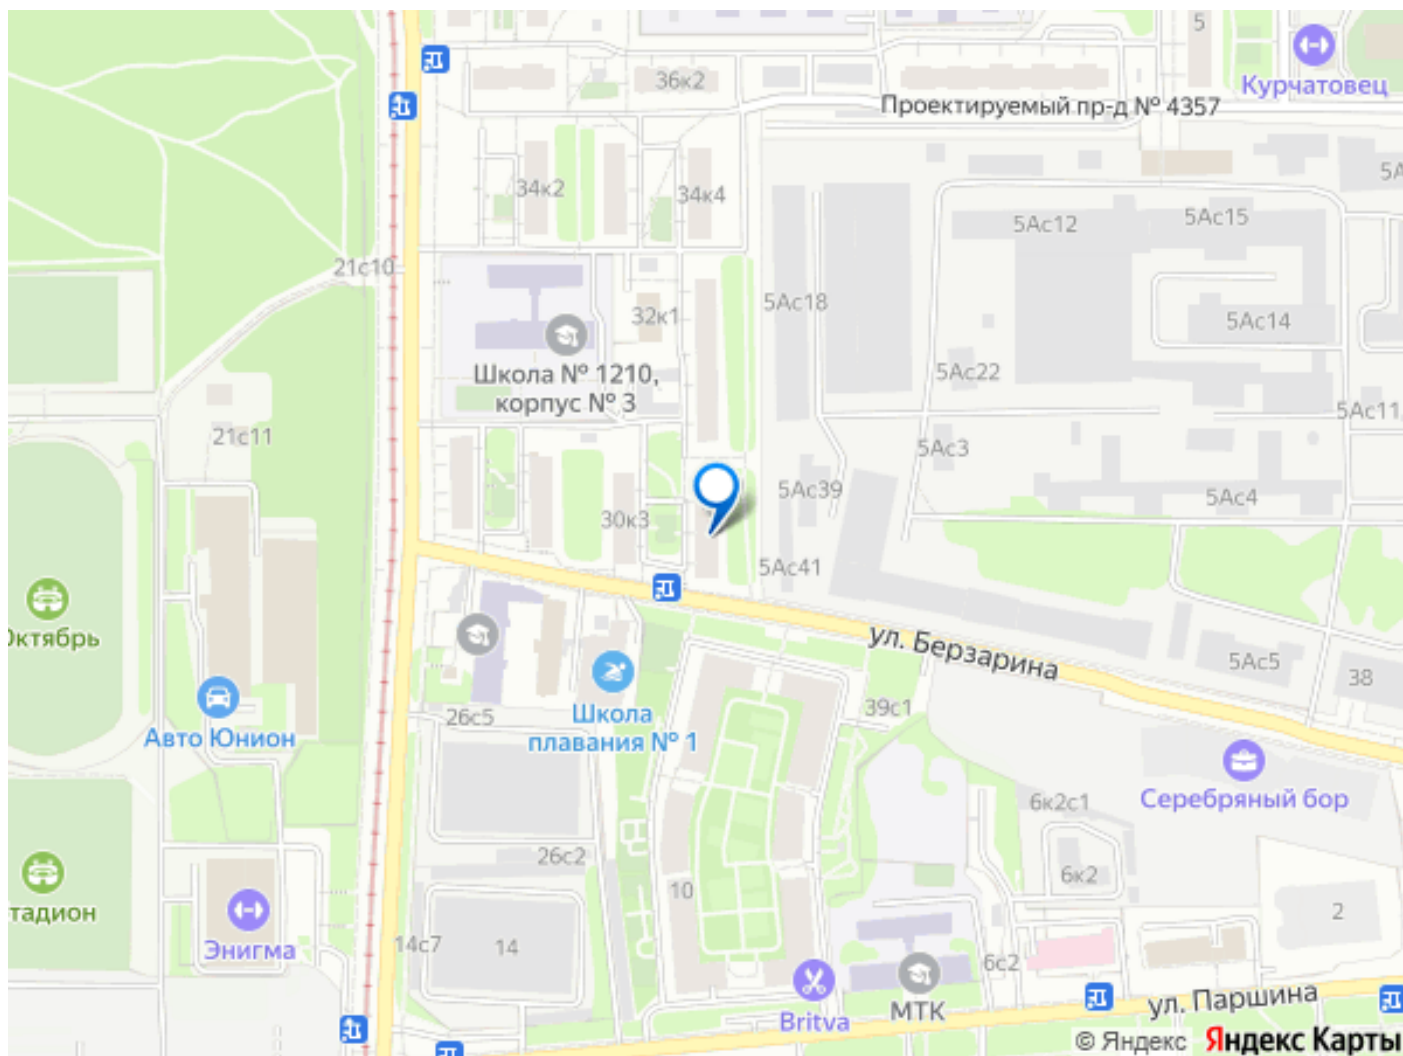 5
Курчатовец
36к2
Проектируемый пр-д № 4357
34к2
34к4
5А
5Ас12
5Ас15
21с10
32к1
5Ас18
5Ас14
Школа № 1210,
корпус № 3
5Ас22
5Ас11
21с11
5Ас3
5Ас39
5Ас4
30к3
5Ас41
Октябрь
ул. Берзарина
5Ас5
38
26с5
39с1
Авто Юнион
Школа
плавания № 1
Серебряный бор
6к2с1
26с2
6к2
10
2
тадион
14с7
14
Энигма
6с2
МТК
ул. Паршина
Britva
© Яндекс Яндекс Карты